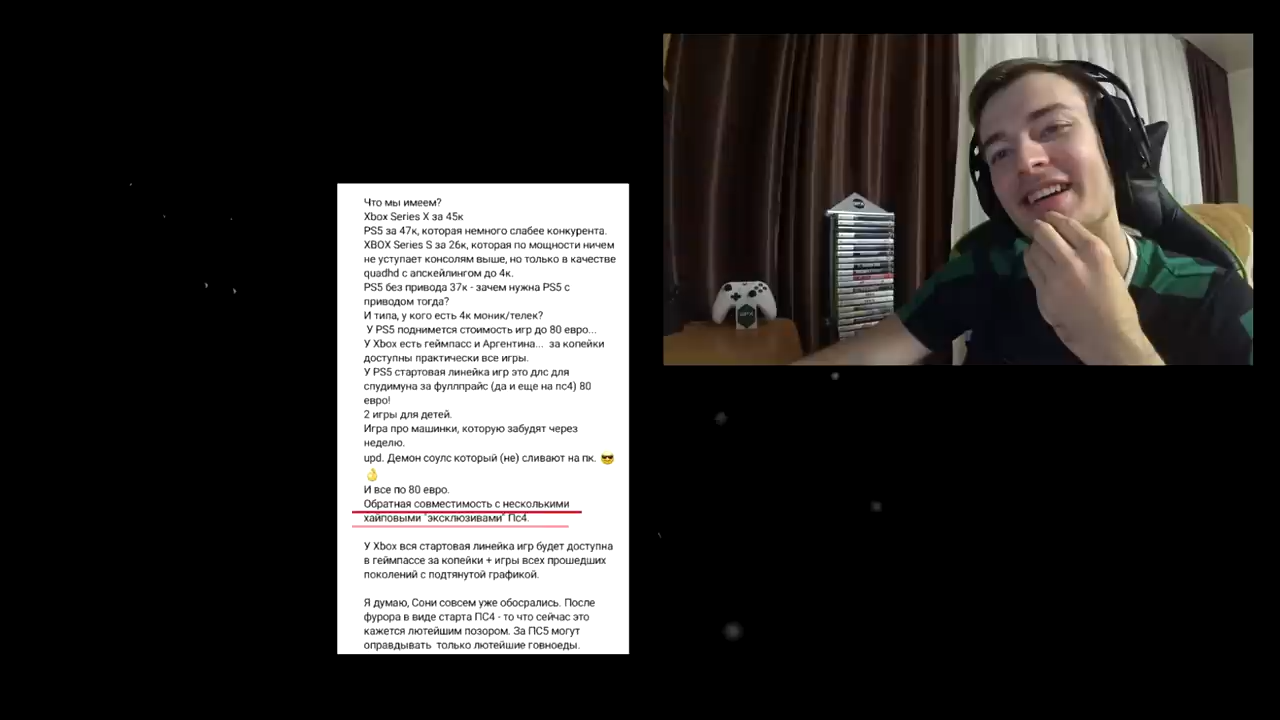 Что мы имеем?
Xbox Series X за 45к
PS5 за 47к, которая немного слабее конкурента.
XBOX Series S за 26к, которая по мощности ничем
не уступает консолям выше, но только в качестве
quadhd с апскейлингом до 4к.
PS5 без привода 37к - зачем нужна PS5 с
приводом тогда?
И типа, у кого есть 4к моник/телек?
У PS5 поднимется стоимость игр до 80 евро...
У Xbox есть геймпасс и Аргентина... за копейки
доступны практически все игры.
У PS5 стартовая линейка игр это длс для
спудимуна за фуллпрайс (да и еще на пс4) 80
евро!
2 игры для детей.
Игра про машинки, которую забудят через
неделю.
upd. Демон соулс который (не) сливают на пк. 😎
👌
И все по 80 евро.
Обратная совместимость с несколькими
хайповыми "эксклюзивами" Пс4.
У Xbox вся стартовая линейка игр будет доступна
в геймпассе за копейки + игры всех прошедших
поколений с подтянутой графикой.
Я думаю, Сони совсем уже обосрались. После
фурора в виде старта ПС4 - то что сейчас это
кажется лютейшим позором. За ПС5 могут
оправдывать только лютейшие говноеды.